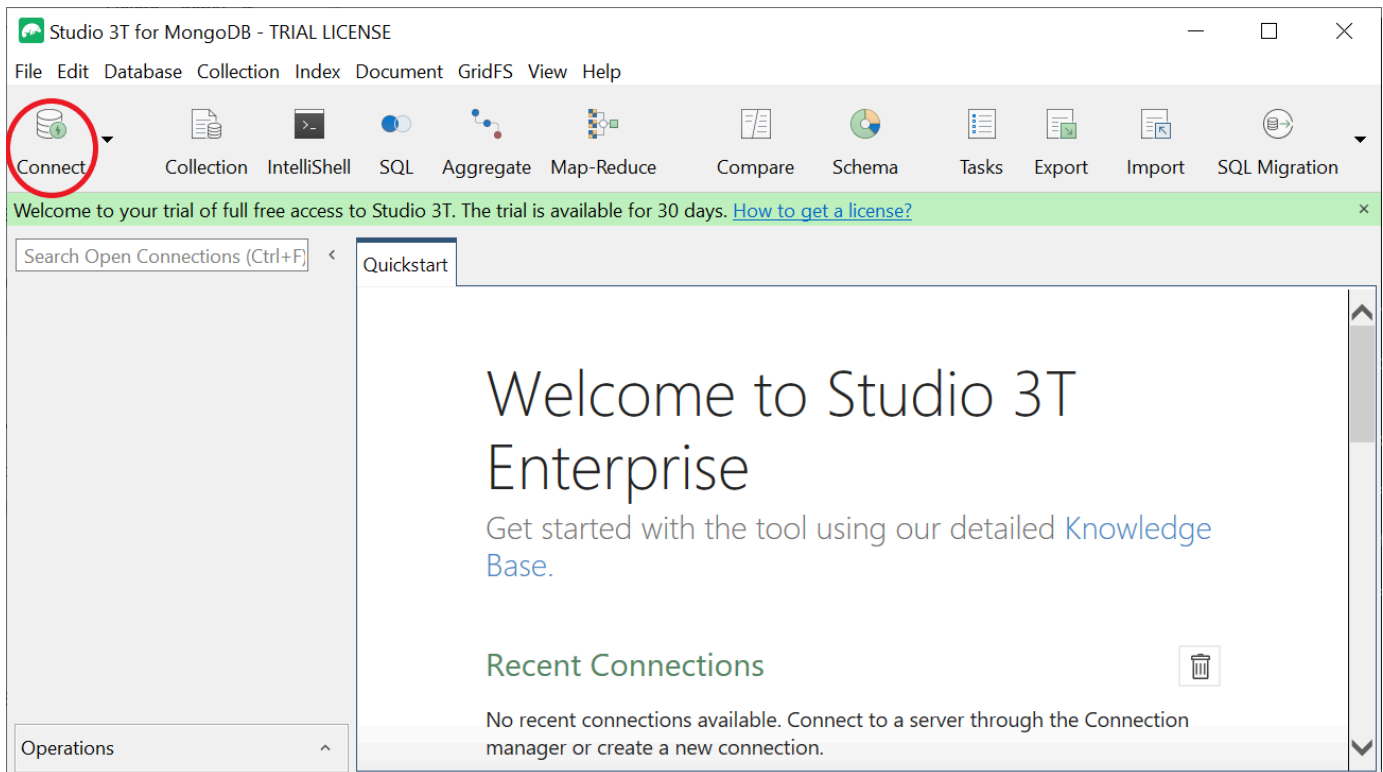 Studio 3T for MongoDB - TRIAL LICENSE
File Edit Database Collection Index Document GridFS View Help
Connect Collection IntelliShell SQL Aggregate Map-Reduce Compare Schema Tasks Export Import SQL Migration
Welcome to your trial of full free access to Studio 3T. The trial is available for 30 days. How to get a license?
Search Open Connections (Ctrl+F)
Quickstart
Welcome to Studio 3T
Enterprise
Get started with the tool using our detailed Knowledge
Base.
Recent Connections
No recent connections available. Connect to a server through the Connection
manager or create a new connection.
Operations